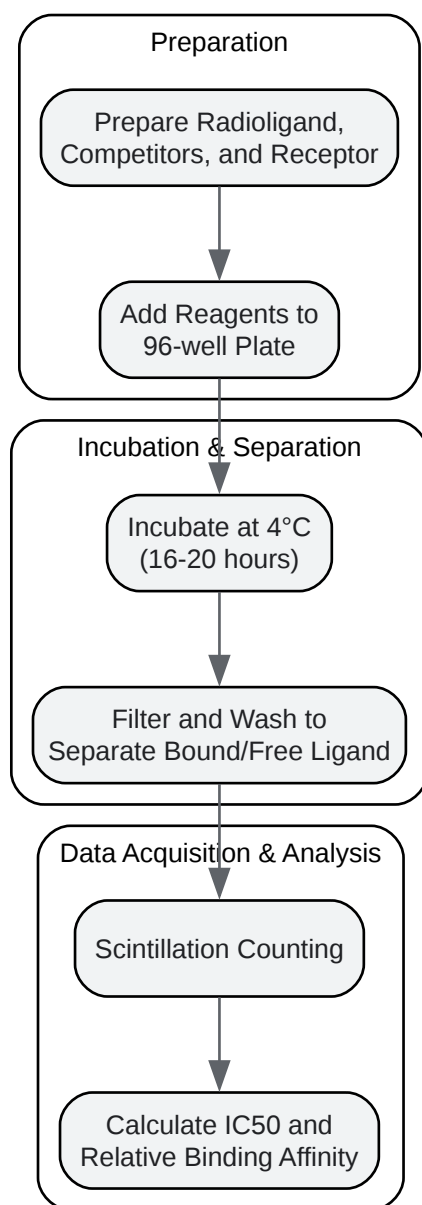 Preparation
Prepare Radioligand,
Competitors, and Receptor
Add Reagents to
96-well Plate
Incubation & Separation
Incubate at 4°C
(16-20 hours)
Filter and Wash to
Separate Bound/Free Ligand
Data Acquisition & Analysis
Scintillation Counting
Calculate IC50 and
Relative Binding Affinity